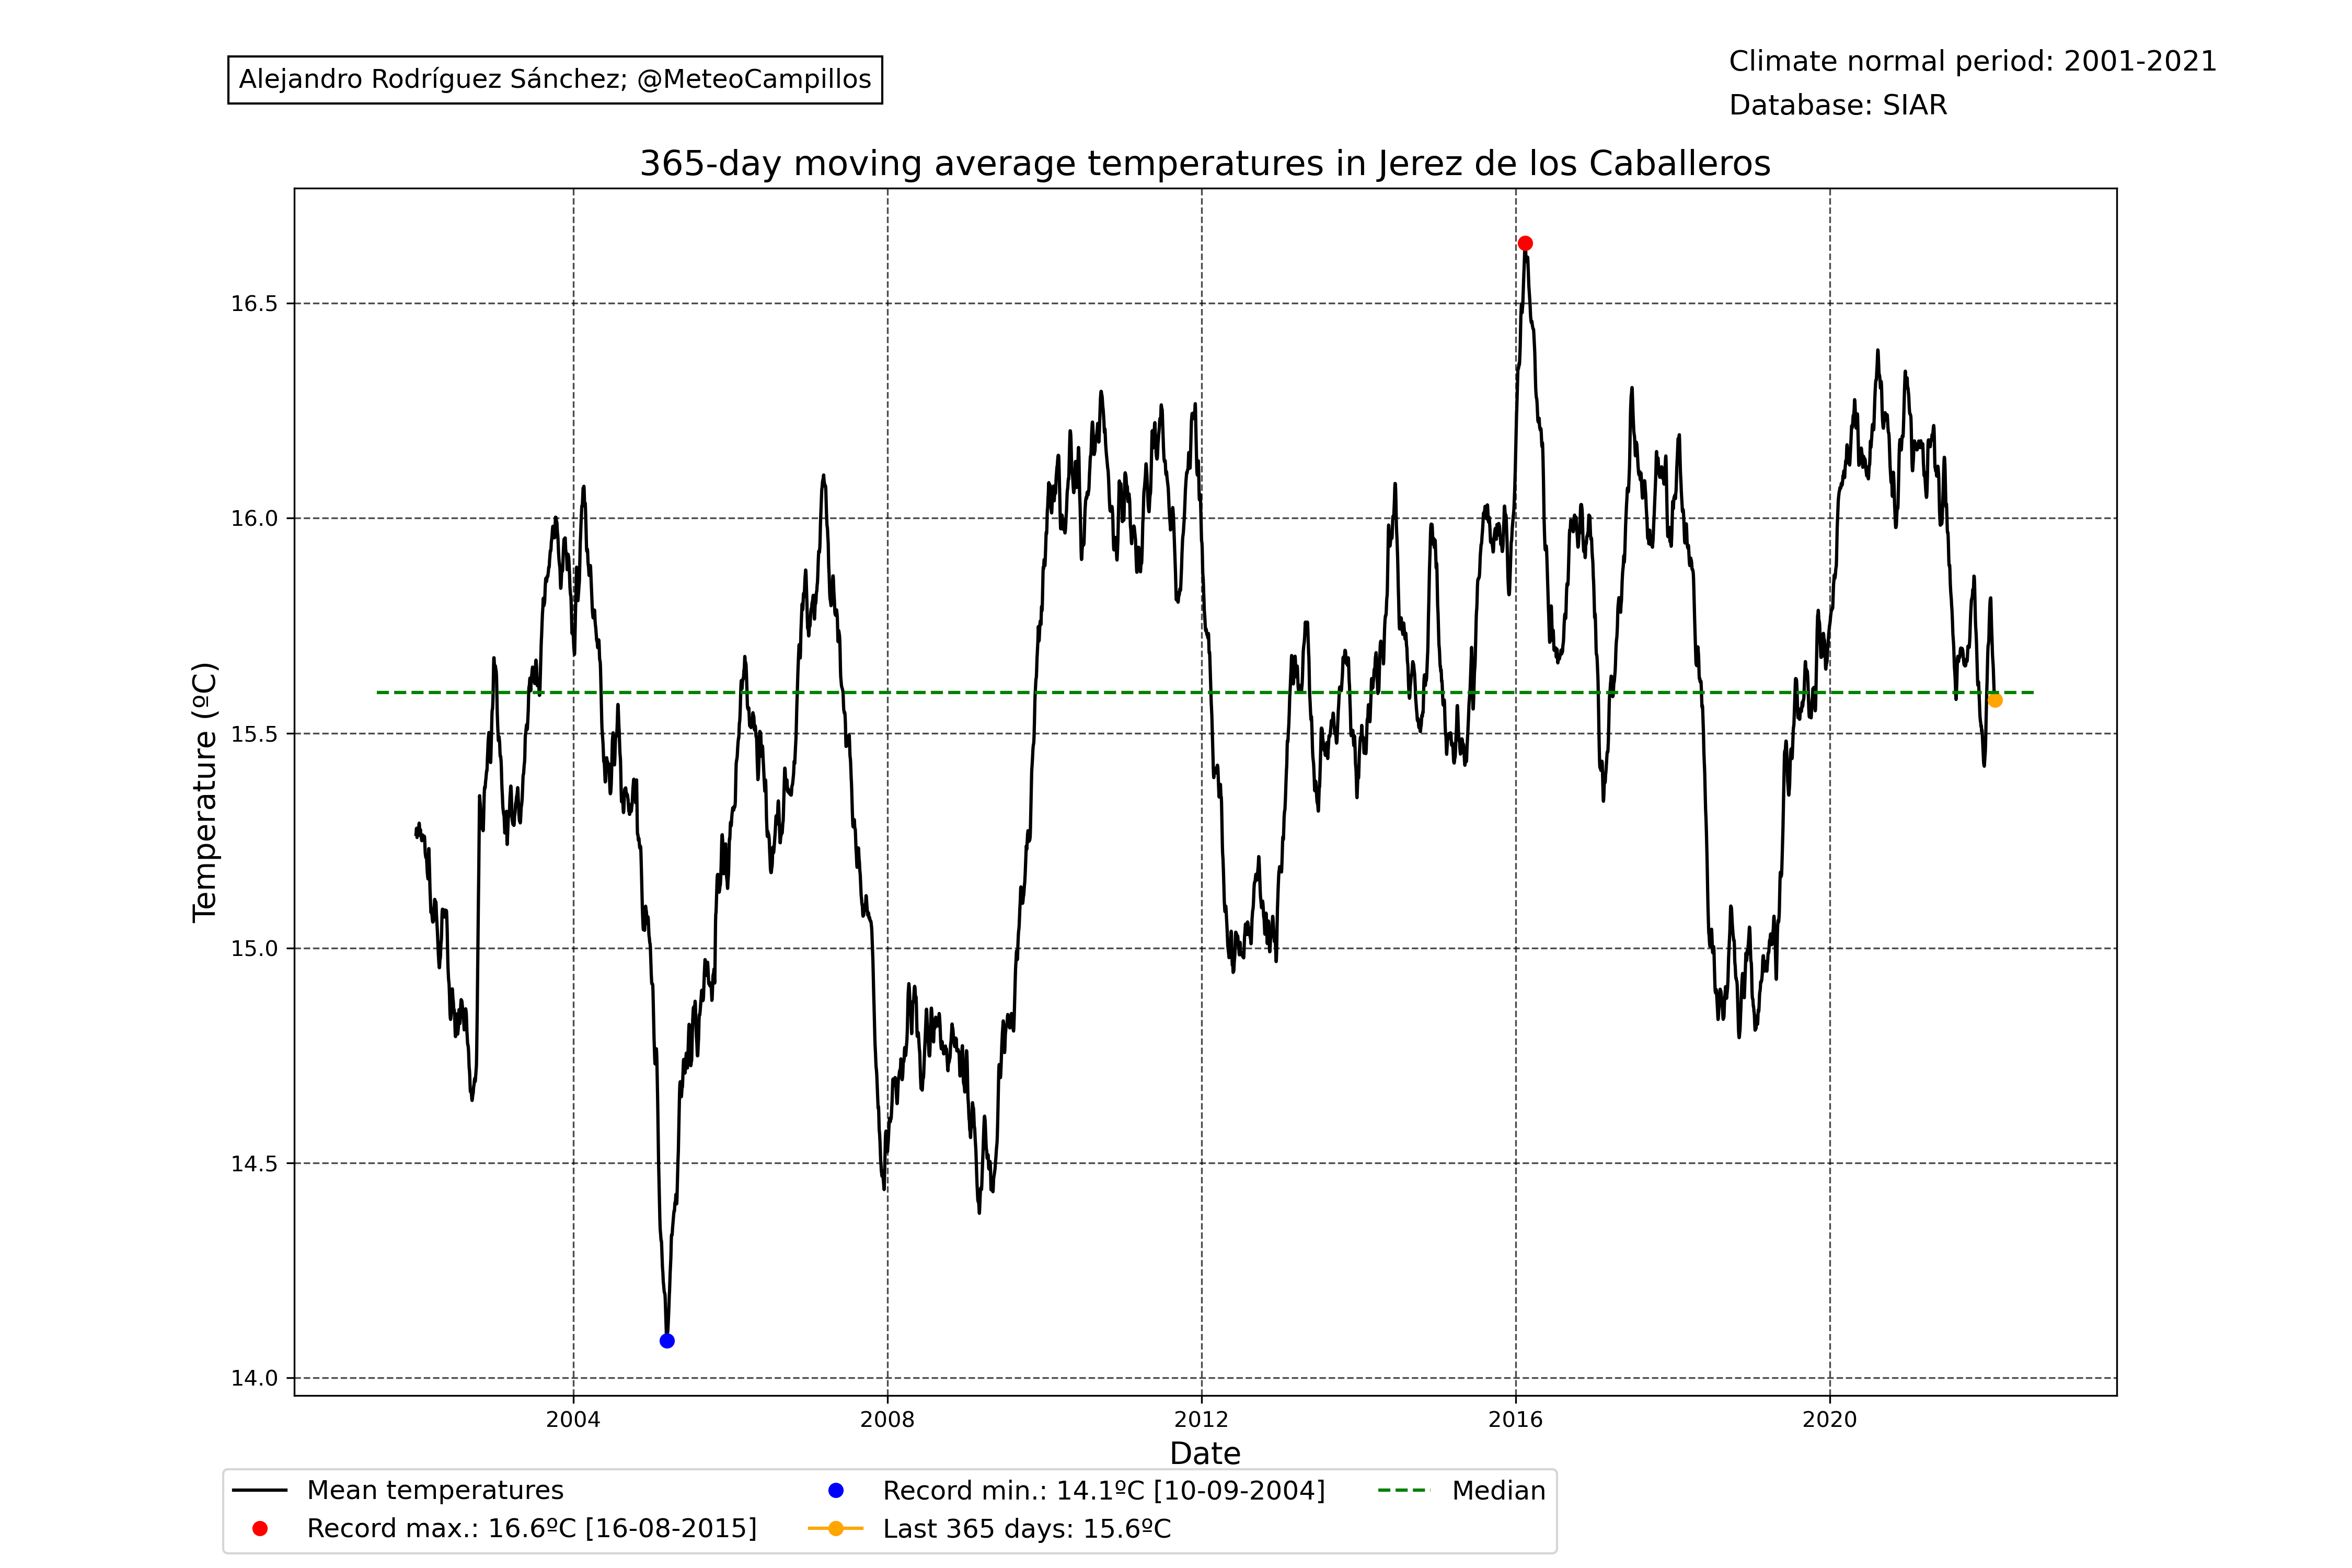 Alejandro Rodríguez Sánchez; @MeteoCampillos
Climate normal period: 2001-2021
Database: SIAR
365-day moving average temperatures in Jerez de los Caballeros
Temperature (ºC)
16.5
16.0
15.5
15.0
14.5
14.0
2004
2008
2012
2016
2020
Date
Mean temperatures
Record max.: 16.6ºC [16-08-2015]
Record min.: 14.1ºC [10-09-2004]
Last 365 days: 15.6ºC
Median